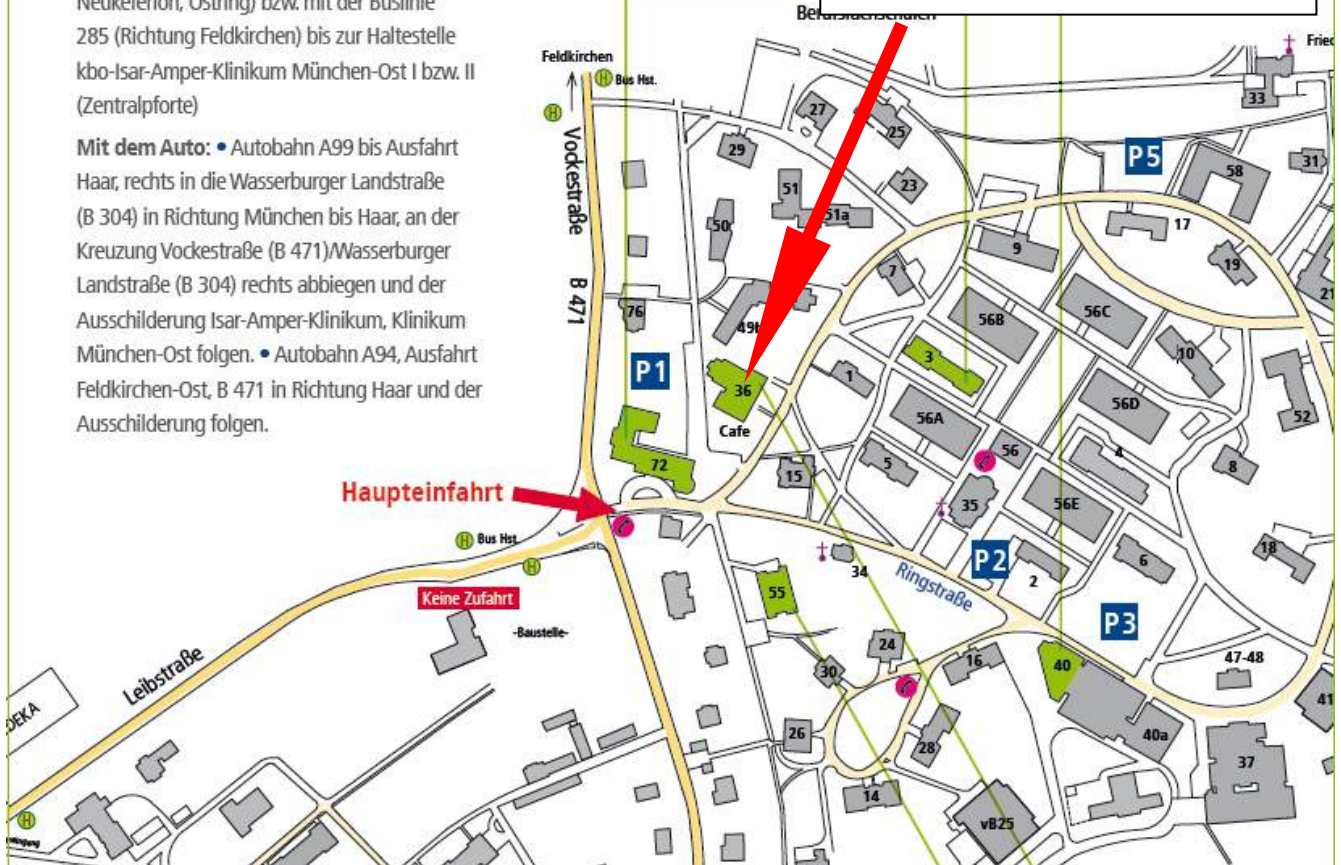 Neukeferloh, Ostring) bzw. mit der Buslinie
285 (Richtung Feldkirchen) bis zur Haltestelle
kbo-Isar-Amper-Klinikum München-Ost I bzw. II
(Zentralpforte)
Mit dem Auto: • Autobahn A99 bis Ausfahrt
Haar, rechts in die Wasserburger Landstraße
(B 304) in Richtung München bis Haar, an der
Kreuzung Vockestraße (B 471)/Wasserburger
Landstraße (B 304) rechts abbiegen und der
Ausschilderung Isar-Amper-Klinikum, Klinikum
München-Ost folgen. • Autobahn A94, Ausfahrt
Feldkirchen-Ost, B 471 in Richtung Haar und der
Ausschilderung folgen.
Berufsfachschulen
Feldkirchen
H Bus Hst.
H
Vockestraße
B 471
Fried
33
27
25
29
P5
58
31
23
51
51a
50
17
9
19
7
21
76
49b
56B
56C
3
10
P1
36
1
56D
52
Cafe
56A
72
56
4
5
8
15
Haupteinfahrt
35
56E
H Bus Hst.
H
18
6
P2
34
2
Ringstraße
55
Keine Zufahrt
-Baustelle-
P3
24
47-48
16
40
30
Leibstraße
DEKA
41
40a
26
28
37
14
vB25
H